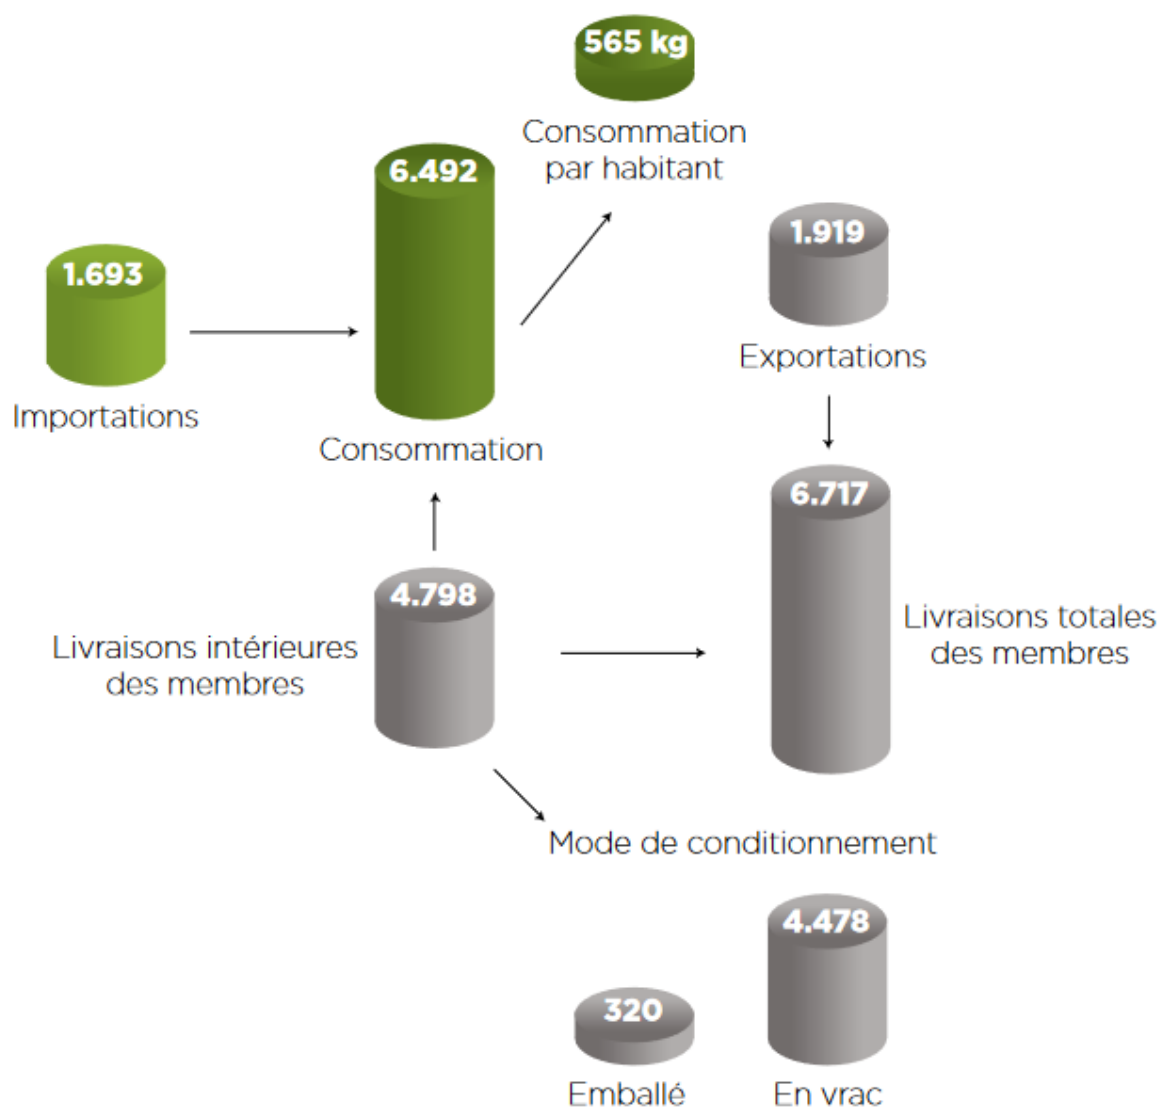 565 kg
Consommation
par habitant
6.492
1.919
1.693
Exportations
Importations
Consommation
6.717
4.798
Livraisons intérieures
des membres
Livraisons totales
des membres
Mode de conditionnement
4.478
320
Emballé
En vrac